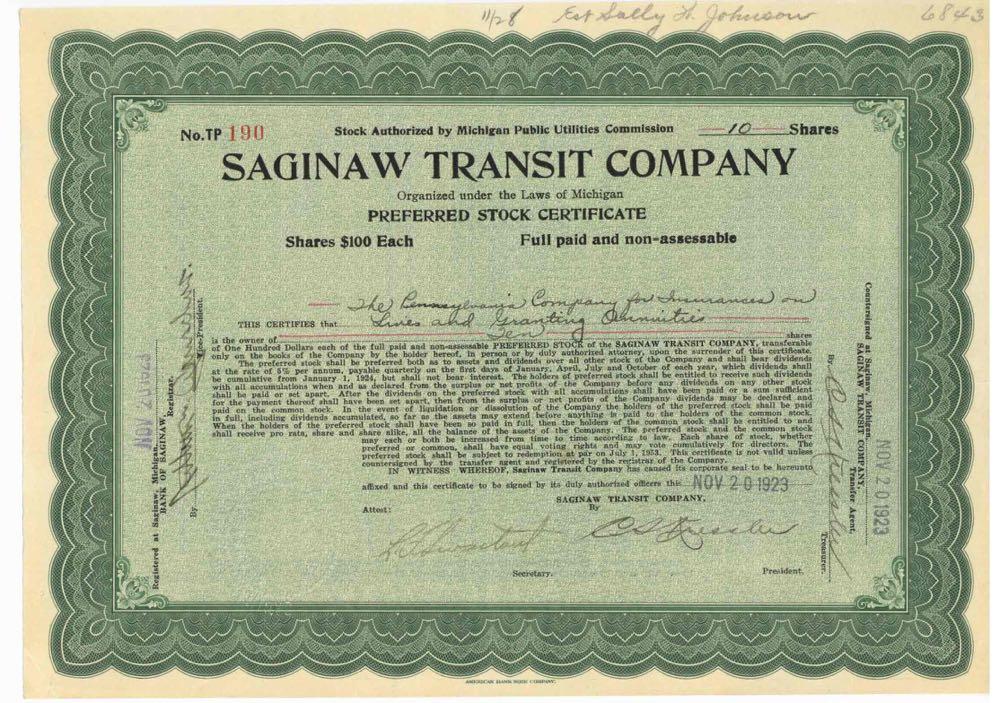 11/28 Est Sally H. Johnson 6843
No. TP 190 Stock Authorized by Michigan Public Utilities Commission 10 Shares
SAGINAW TRANSIT COMPANY
Organized under the Laws of Michigan
PREFERRED STOCK CERTIFICATE
Shares $100 Each Full paid and non-assessable
The Pennsylvania Company for Insurances on
THIS CERTIFIES that Lives and Granting Annuities
is the owner of Ten shares
of One Hundred Dollars each of the full paid and non-assessable PREFERRED STOCK of the SAGINAW TRANSIT COMPANY, transferable
only on the books of the Company by the holder hereof, in person or by duly authorized attorney, upon the surrender of this certificate.
The preferred stock shall be preferred both as to assets and dividends over all other stock of the Company and shall bear dividends
at the rate of 5% per annum, payable quarterly on the first days of January, April, July and October of each year, which dividends shall
be cumulative from January 1, 1924, but shall not bear interest. The holders of preferred stock shall be entitled to receive such dividends
with all accumulations when and as declared from the surplus or net profits of the Company before any dividends on any other stock
shall be paid or set apart. After the dividends on the preferred stock with all accumulations shall have been paid or a sum sufficient
for the payment thereof shall have been set apart, then from the surplus or net profits of the Company dividends may be declared and
paid on the common stock. In the event of liquidation or dissolution of the Company the holders of the preferred stock shall be paid
in full, including dividends accumulated, so far as the assets may extend before anything is paid to the holders of the common stock.
When the holders of the preferred stock shall have been so paid in full, then the holders of the common stock shall be entitled to and
shall receive pro rata, share and share alike, all the balance of the assets of the Company. The preferred stock and the common stock
may each or both be increased from time to time according to law. Each share of stock, whether
preferred or common, shall have equal voting rights and may vote cumulatively for directors. The
preferred stock shall be subject to redemption at par on July 1, 1953. This certificate is not valid unless
countersigned by the transfer agent and registered by the registrar of the Company.
IN WITNESS WHEREOF, Saginaw Transit Company has caused its corporate seal to be hereunto
affixed and this certificate to be signed by its duly authorized officers this NOV 20 1923
SAGINAW TRANSIT COMPANY,
Attest: By
Secretary. President.
Registered at Saginaw, Michigan,
NOV 20 1923
BANK OF SAGINAW,
Registrar.
By
Vice-President.
Countersigned at Saginaw, Michigan,
NOV 20 1923
SAGINAW TRANSIT COMPANY
Transfer Agent,
By
Treasurer.
AMERICAN BANK NOTE COMPANY.